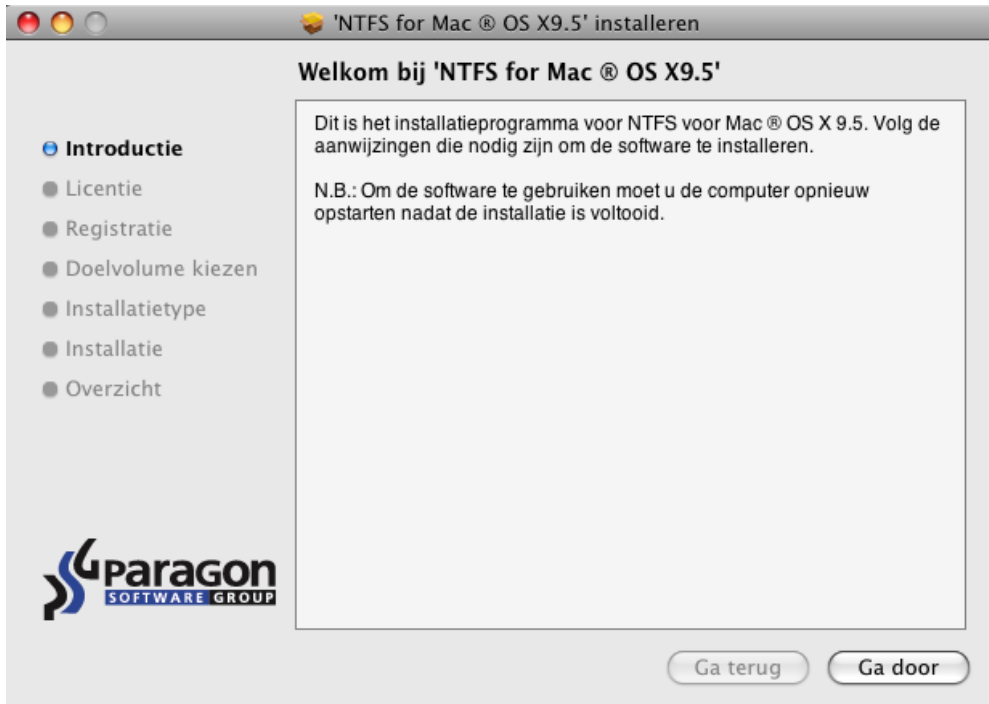 'NTFS for Mac ® OS X9.5' installeren
Welkom bij 'NTFS for Mac ® OS X9.5'
Introductie
Licentie
Registratie
Doelvolume kiezen
Installatietype
Installatie
Overzicht
Dit is het installatieprogramma voor NTFS voor Mac ® OS X 9.5. Volg de
aanwijzingen die nodig zijn om de software te installeren.
N.B.: Om de software te gebruiken moet u de computer opnieuw
opstarten nadat de installatie is voltooid.
Paragon
SOFTWARE GROUP
Ga terug
Ga door